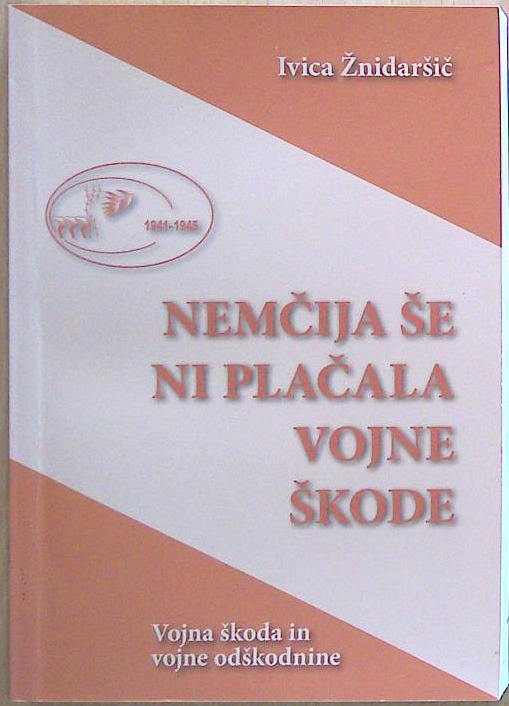 Ivica Žnidaršič
1941-1945
NEMČIJA ŠE
NI PLAČALA
VOJNE
ŠKODE
Vojna škoda in
vojne odškodnine